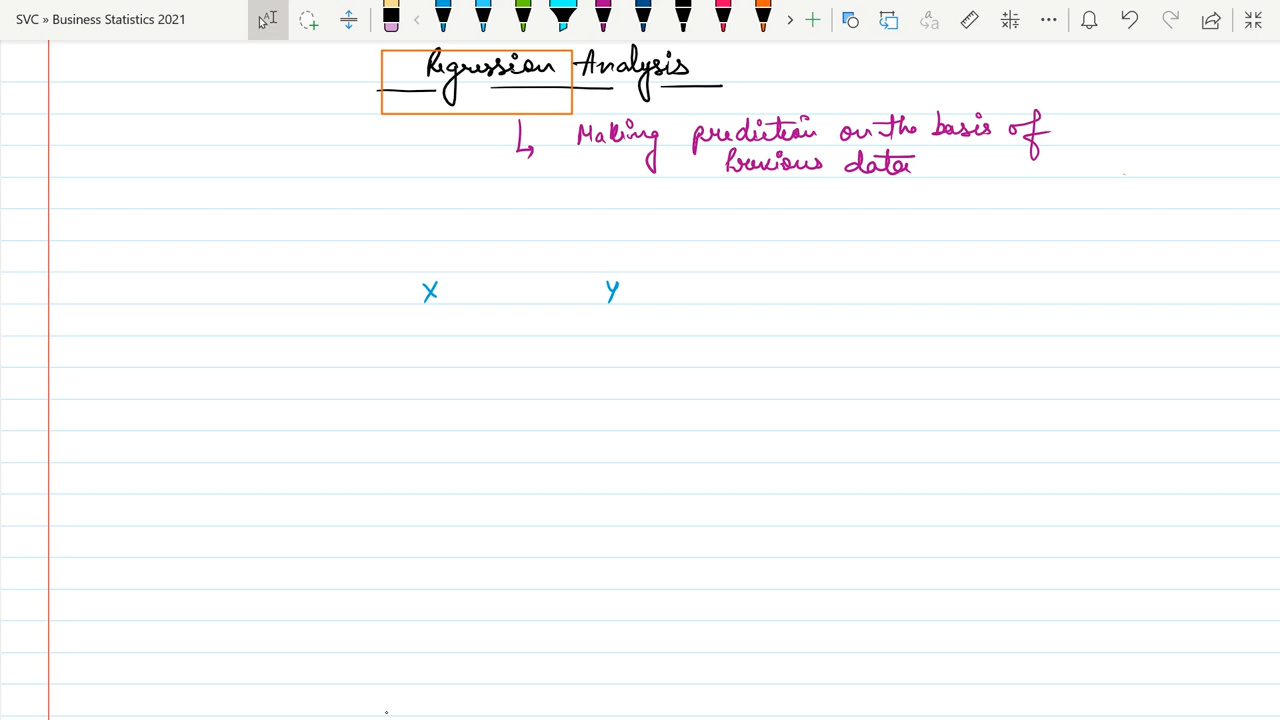 SVC » Business Statistics 2021
Regression Analysis
Making prediction on the basis of
previous data
X Y